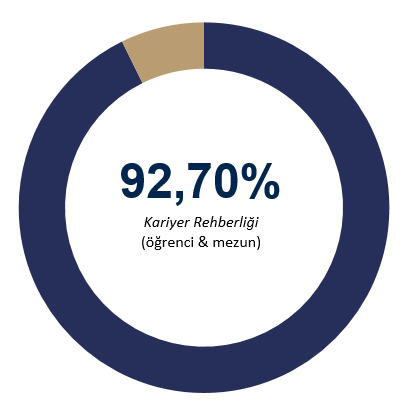 92,70%
Kariyer Rehberliği
(öğrenci & mezun)